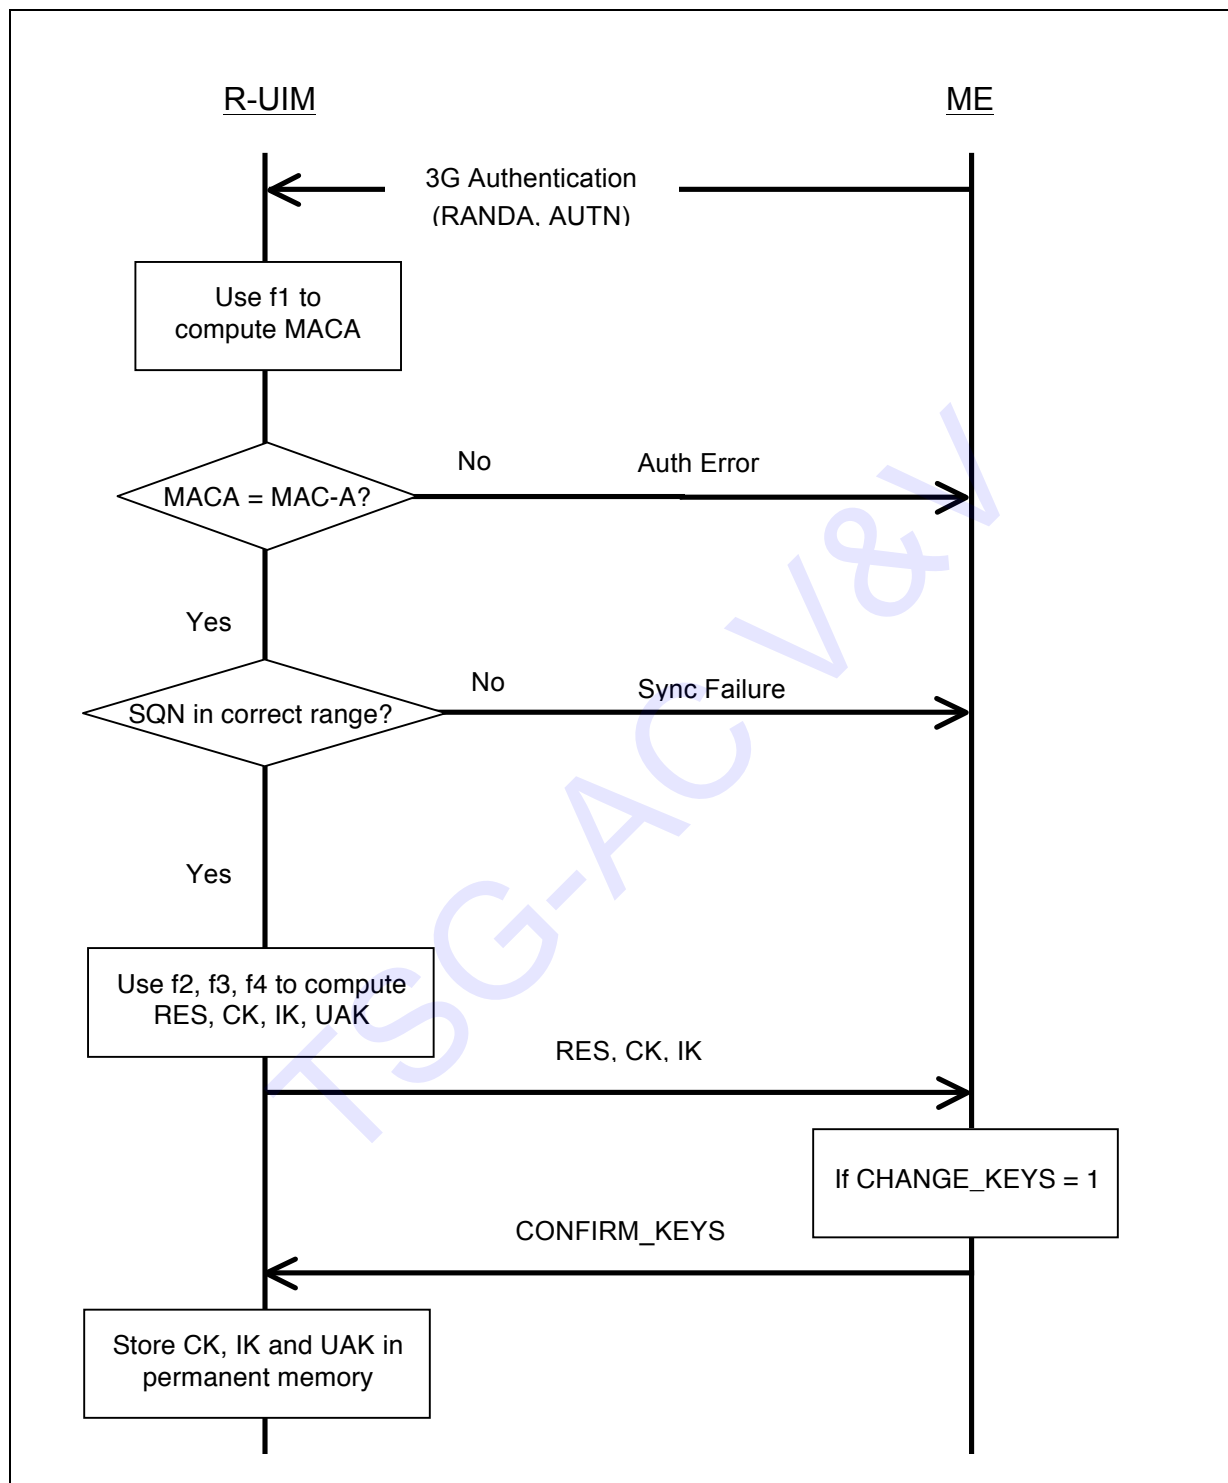 R-UIM
ME
3G Authentication
(RANDA, AUTN)
Use f1 to
compute MACA
No
Auth Error
MACA = MAC-A?
Yes
No
Sync Failure
SQN in correct range?
Yes
Use f2, f3, f4 to compute
RES, CK, IK, UAK
RES, CK, IK
If CHANGE_KEYS = 1
CONFIRM_KEYS
Store CK, IK and UAK in
permanent memory
TSG-AC V&V